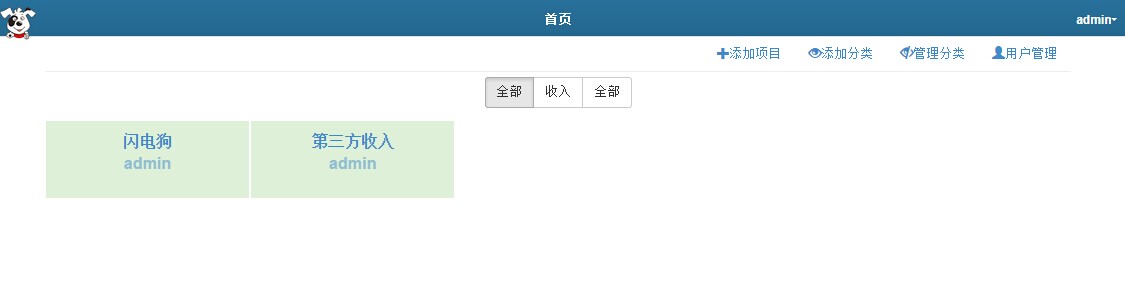 首页
admin
添加项目 添加分类 管理分类 用户管理
全部 收入 全部
闪电狗 第三方收入
admin admin